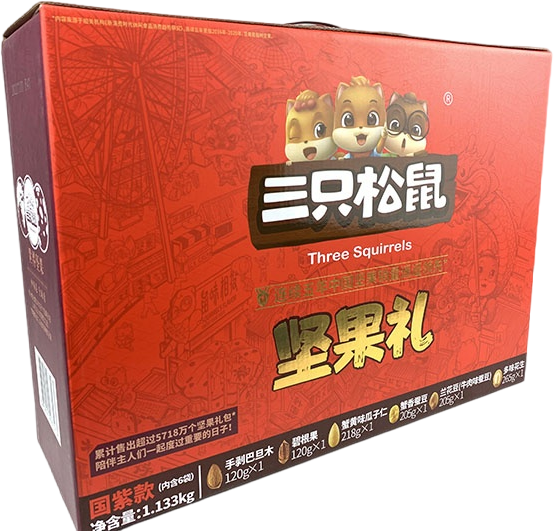 ®
三只松鼠
Three Squirrels
坚果礼
累计售出超过5718万个坚果礼包*
陪伴主人们一起度过重要的日子!
国紫款(内含6袋)
净含量:1.133kg
手剥巴旦木
120g×1
碧根果
120g×1
蟹黄味瓜子仁
218g×1
蟹香蚕豆
205g×1
兰花豆(牛肉味蚕豆)
205g×1
多味花生
265g×1